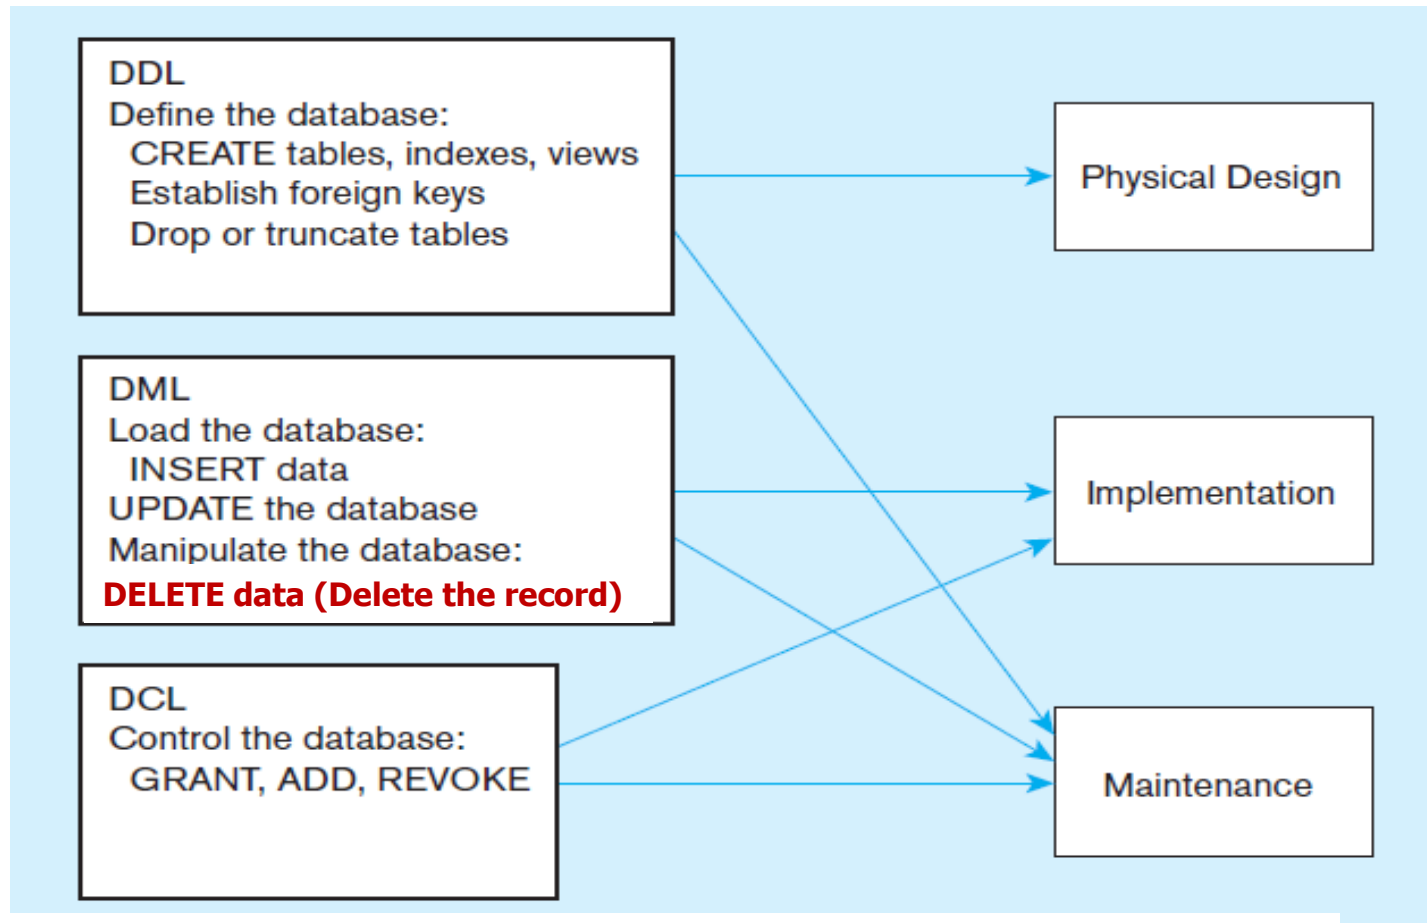 DDL
Define the database:
CREATE tables, indexes, views
Establish foreign keys
Drop or truncate tables
Physical Design
DML
Load the database:
INSERT data
UPDATE the database
Manipulate the database:
DELETE data (Delete the record)
Implementation
DCL
Control the database:
GRANT, ADD, REVOKE
Maintenance